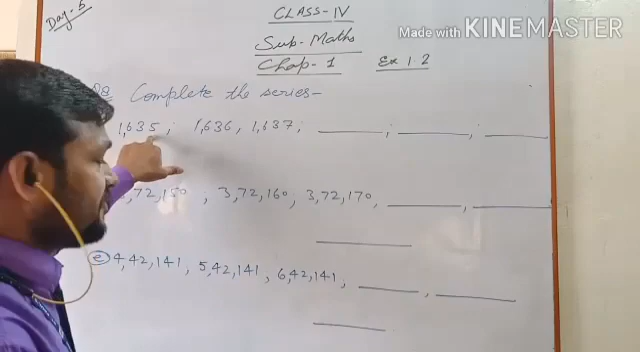 Day-5
CLASS-IV
Sub- Maths
Chap-1 Ex 1.2
Made with KINEMASTER
Complete the series-
1,635; 1,636, 1,637; ______; ______; ______
,72,150, 3,72,160, 3,72,170, ______, ______
______
(e) 4,42,141, 5,42,141, 6,42,141, ______, ______
______